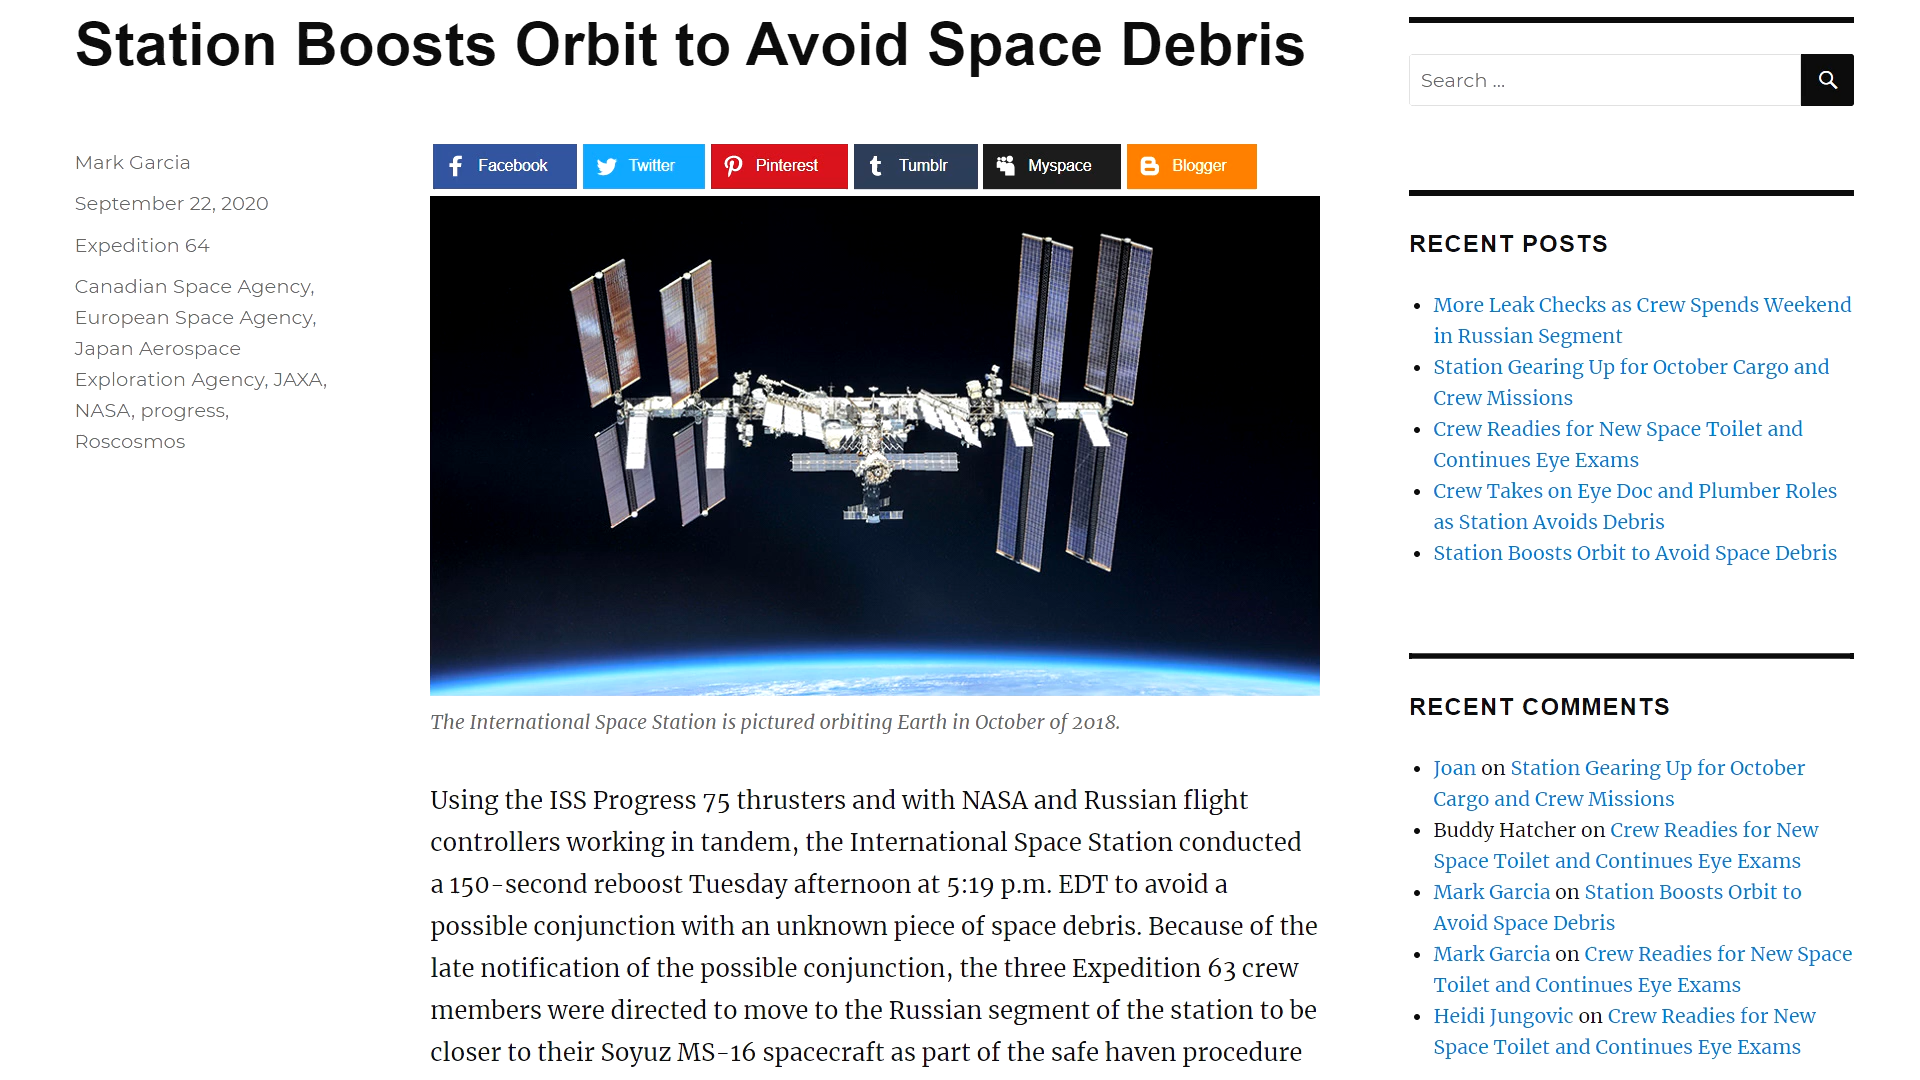 Station Boosts Orbit to Avoid Space Debris
Mark Garcia
September 22, 2020
Expedition 64
Canadian Space Agency,
European Space Agency,
Japan Aerospace
Exploration Agency, JAXA,
NASA, progress,
Roscosmos
Facebook
Twitter
Pinterest
Tumblr
Myspace
Blogger
The International Space Station is pictured orbiting Earth in October of 2018.
Using the ISS Progress 75 thrusters and with NASA and Russian flight
controllers working in tandem, the International Space Station conducted
a 150-second reboost Tuesday afternoon at 5:19 p.m. EDT to avoid a
possible conjunction with an unknown piece of space debris. Because of the
late notification of the possible conjunction, the three Expedition 63 crew
members were directed to move to the Russian segment of the station to be
closer to their Soyuz MS-16 spacecraft as part of the safe haven procedure
Search ...
RECENT POSTS
More Leak Checks as Crew Spends Weekend
in Russian Segment
Station Gearing Up for October Cargo and
Crew Missions
Crew Readies for New Space Toilet and
Continues Eye Exams
Crew Takes on Eye Doc and Plumber Roles
as Station Avoids Debris
Station Boosts Orbit to Avoid Space Debris
RECENT COMMENTS
Joan on Station Gearing Up for October
Cargo and Crew Missions
Buddy Hatcher on Crew Readies for New
Space Toilet and Continues Eye Exams
Mark Garcia on Station Boosts Orbit to
Avoid Space Debris
Mark Garcia on Crew Readies for New Space
Toilet and Continues Eye Exams
Heidi Jungovic on Crew Readies for New
Space Toilet and Continues Eye Exams